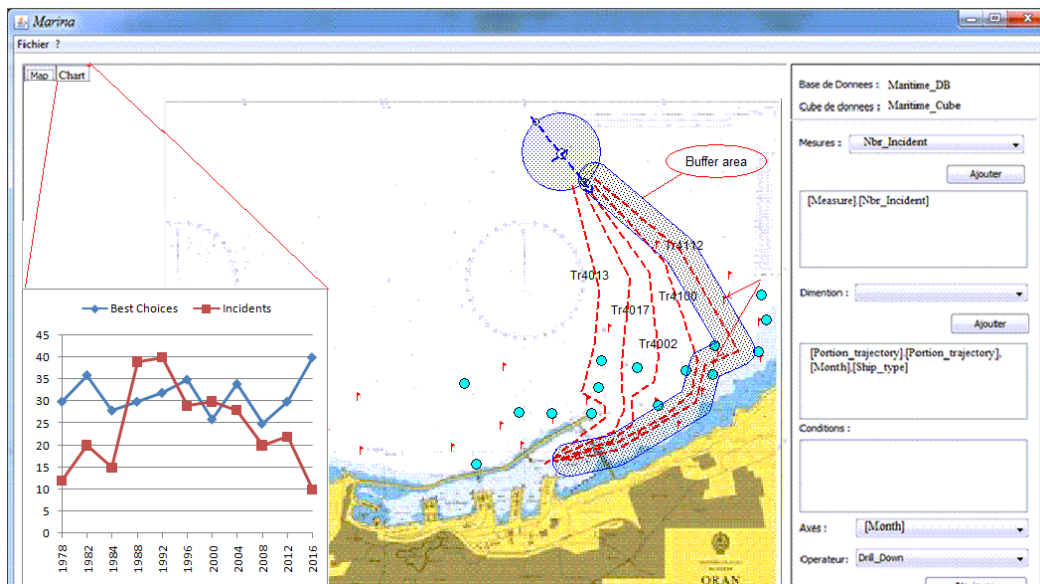 Marina
Fichier ?
Map
Chart
Buffer area
Tr4112
Tr4013
Tr4100
Tr4017
Tr4002
Best Choices
Incidents
45
40
35
30
25
20
15
10
5
0
1978
1982
1984
1988
1992
1996
2000
2004
2008
2012
2016
ORAN
Base de Donnees : Maritime_DB
Cube de donnees : Maritime_Cube
Mesures : Nbr_Incident
Ajouter
[Measure].[Nbr_Incident]
Dimention :
Ajouter
[Portion_trajectory].[Portion_trajectory],
[Month],[Ship_type]
Conditions :
Axes : [Month]
Operateur: Drill_Down